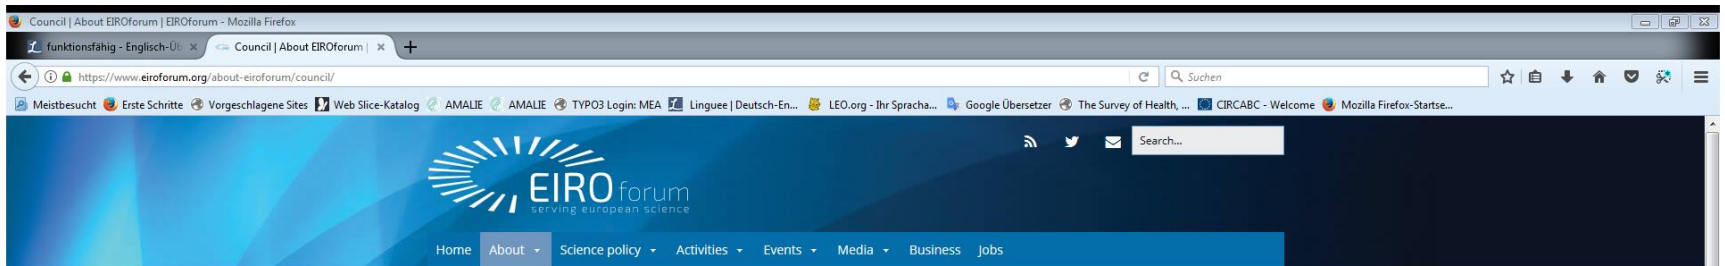 Council | About EIROforum | EIROforum - Mozilla Firefox
funktionsfähig - Englisch-Üb
Council | About EIROforum |
https://www.eiroforum.org/about-eiroforum/council/
Suchen
Meistbesucht Erste Schritte Vorgeschlagene Sites Web Slice-Katalog AMALIE AMALIE TYPO3 Login: MEA Linguee | Deutsch-En... LEO.org - Ihr Spracha... Google Übersetzer The Survey of Health, ... CIRCABC - Welcome Mozilla Firefox-Startse...
Search...
EIROforum
serving european science
Home About Science policy Activities Events Media Business Jobs